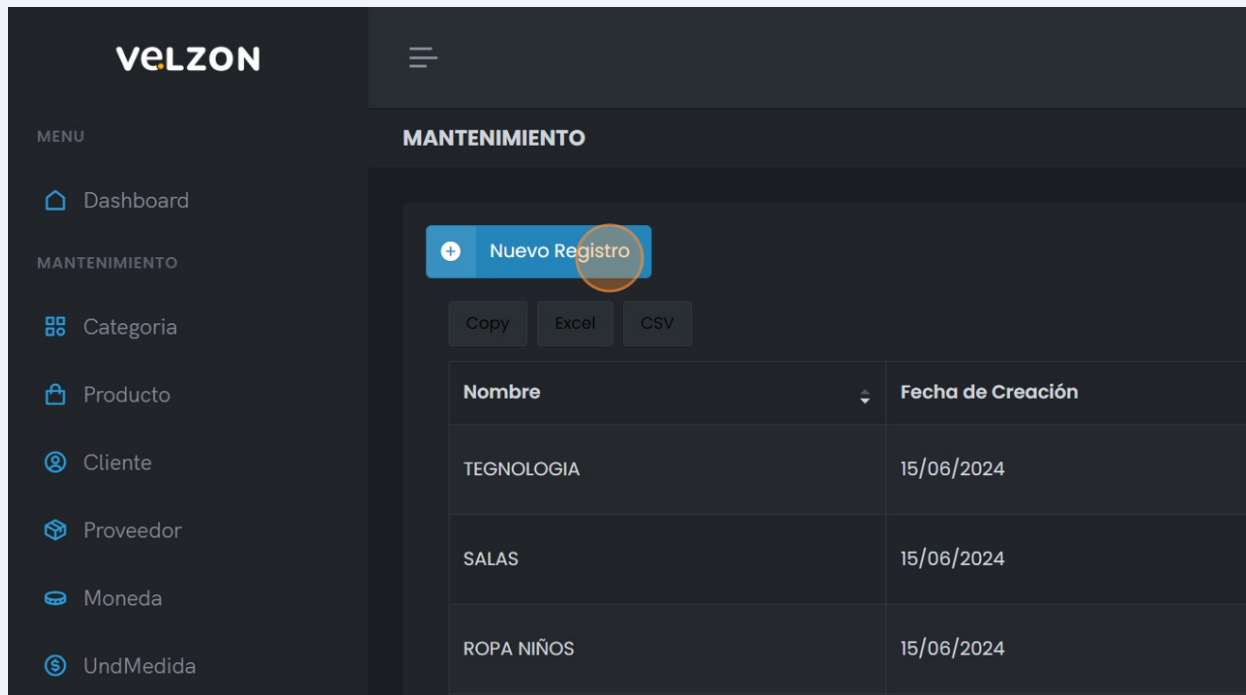 VELZON
MENU
Dashboard
MANTENIMIENTO
Categoria
Producto
Cliente
Proveedor
Moneda
UndMedida
MANTENIMIENTO
Nuevo Registro
Copy Excel CSV
Nombre Fecha de Creación
TEGNOLOGIA 15/06/2024
SALAS 15/06/2024
ROPA NIÑOS 15/06/2024